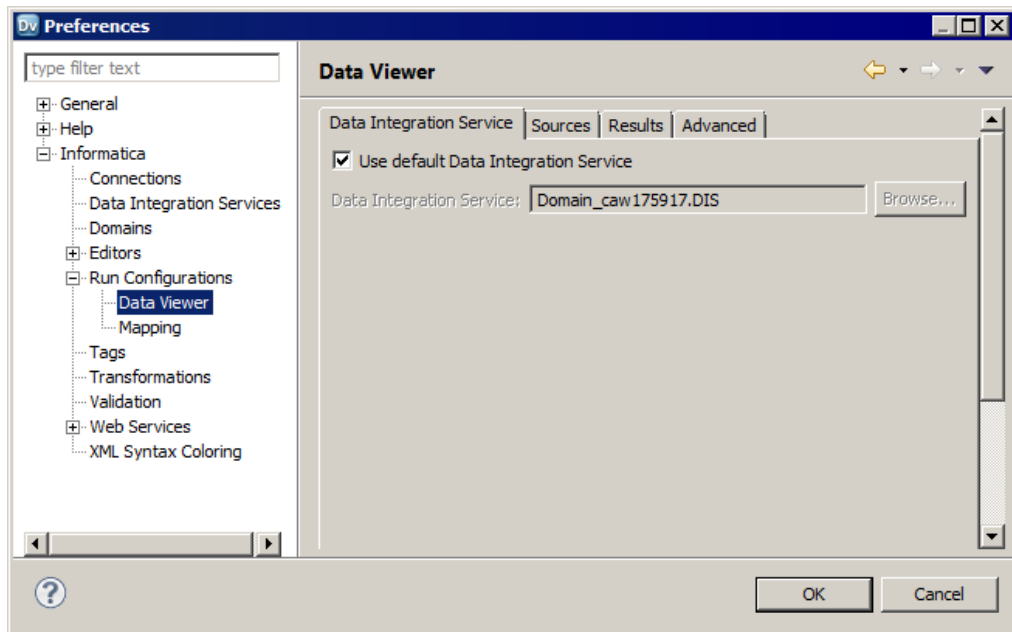 Dv Preferences
type filter text
General
Help
Informatica
Connections
Data Integration Services
Domains
Editors
Run Configurations
Data Viewer
Mapping
Tags
Transformations
Validation
Web Services
XML Syntax Coloring
Data Viewer
Data Integration Service Sources Results Advanced
Use default Data Integration Service
Data Integration Service: Domain_caw175917.DIS Browse...
? OK Cancel